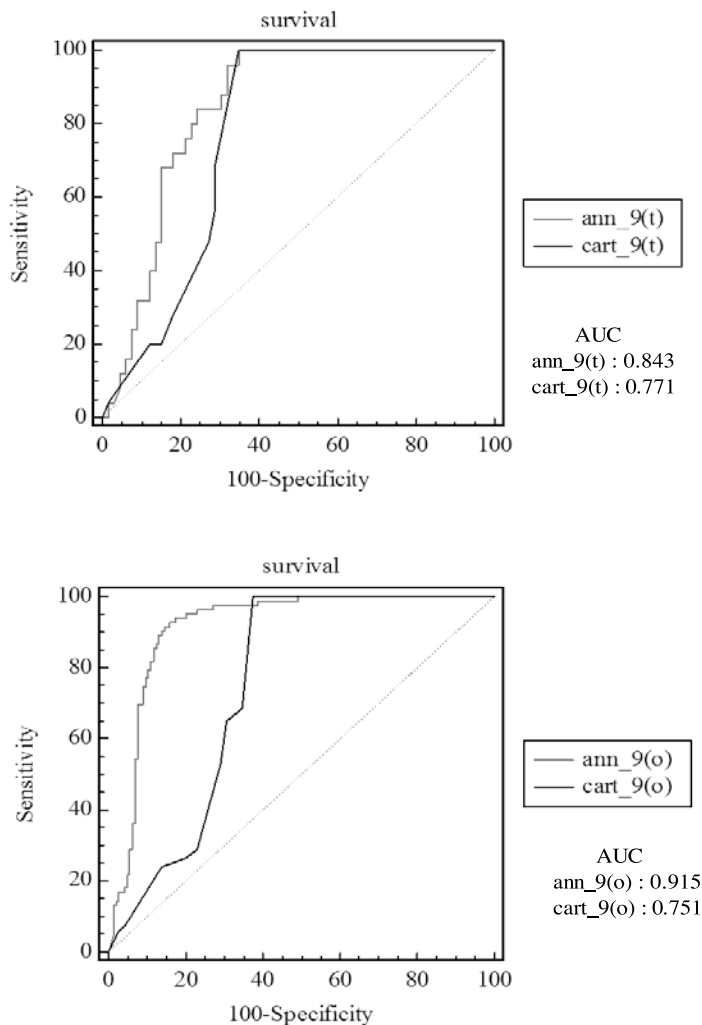 survival
100
80
60
40
20
0
Sensitivity
0 20 40 60 80 100
100-Specificity
ann_9(t)
cart_9(t)
AUC
ann_9(t) : 0.843
cart_9(t) : 0.771
survival
100
80
60
40
20
0
Sensitivity
0 20 40 60 80 100
100-Specificity
ann_9(o)
cart_9(o)
AUC
ann_9(o) : 0.915
cart_9(o) : 0.751